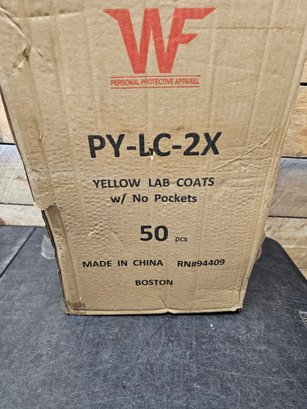 WF
PERSONAL PROTECTIVE APPAREL
PY-LC-2X
YELLOW LAB COATS
w/ No Pockets
50 pcs
MADE IN CHINA RN#94409
BOSTON